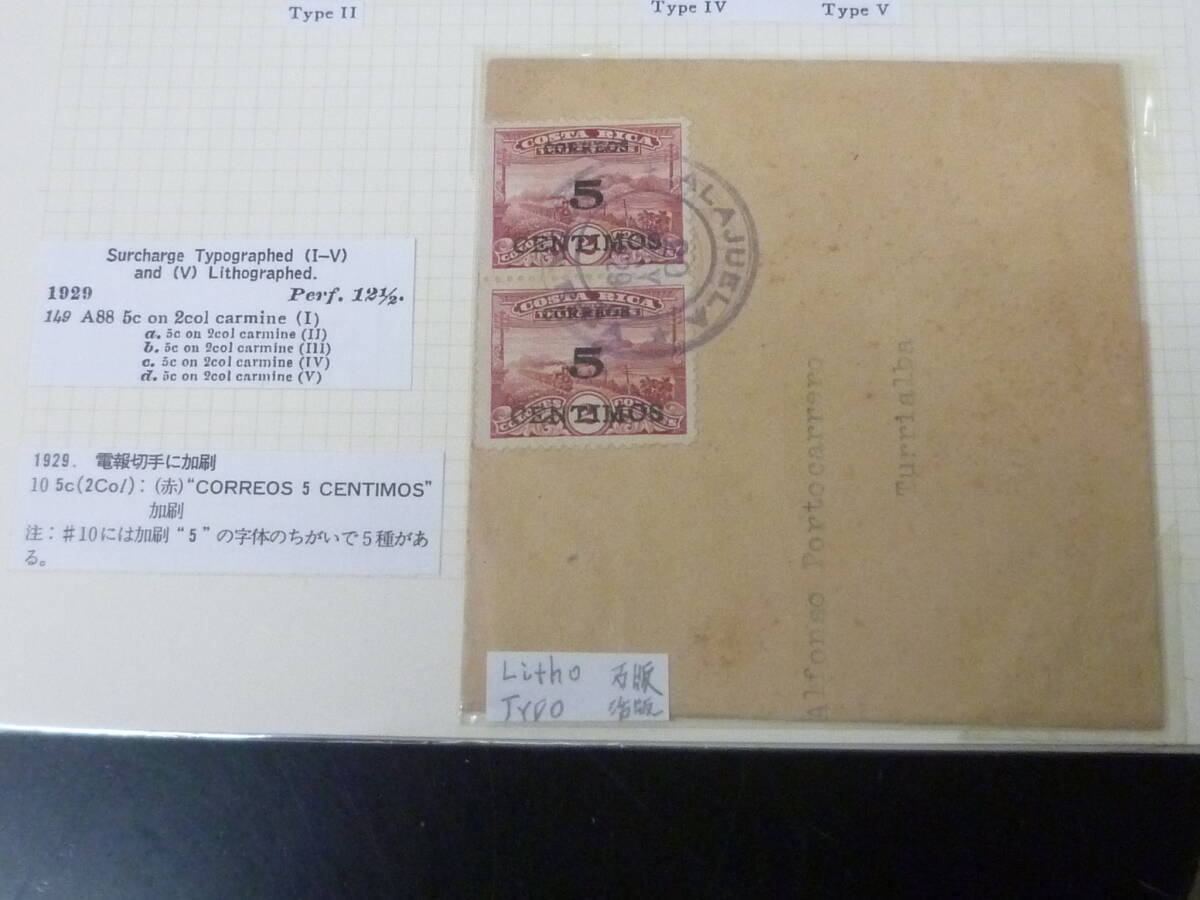 Type II
Type IV
Type V
Surcharge Typographed (I–V)
and (V) Lithographed.
1929 Perf. 12½.
149 A88 5c on 2col carmine (I)
a. 5c on 2col carmine (II)
b. 5c on 2col carmine (III)
c. 5c on 2col carmine (IV)
d. 5c on 2col carmine (V)
1929. 電報切手に加刷
10 5c(2Col): (赤)“CORREOS 5 CENTIMOS”
加刷
注: #10には加刷“5”の字体のちがいで5種があ
る。
COSTA RICA
CORREOS
5
CENTIMOS
2
COSTA RICA
CORREOS
5
CENTIMOS
2
ALAJUELA
Alfonso Portocarrero
Turrialba
Litho 石版
Typo